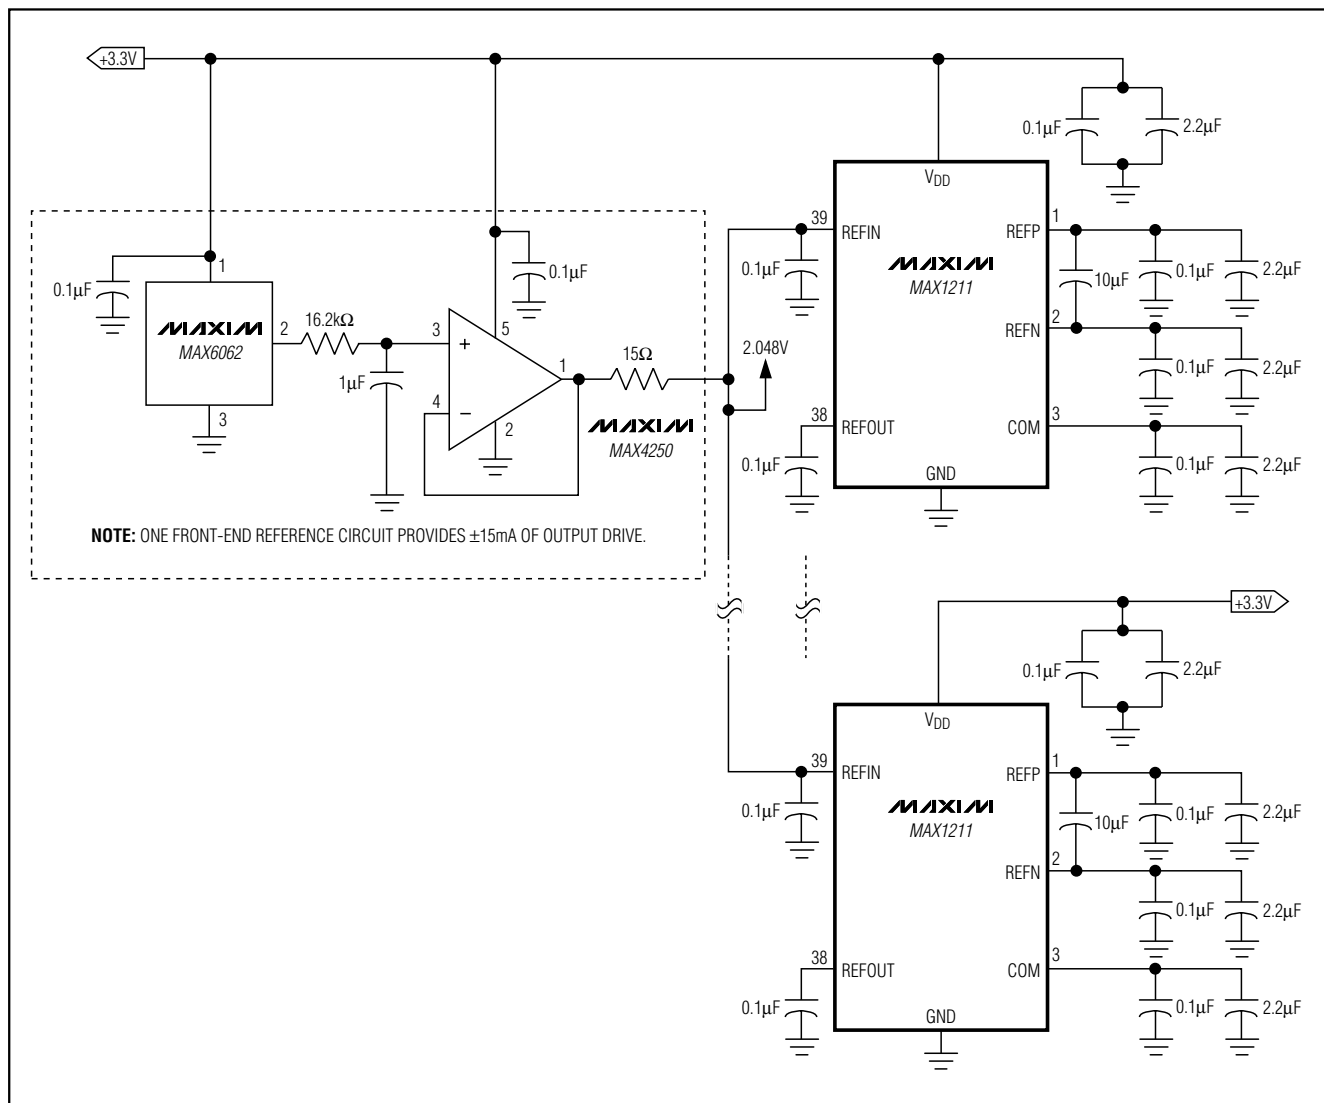 +3.3V
0.1µF
2.2µF
VDD
39
REFIN
REFP
1
0.1µF
MAXIM
MAX1211
10µF
0.1µF
2.2µF
REFN
2
0.1µF
2.2µF
38
REFOUT
COM
3
0.1µF
GND
0.1µF
2.2µF
0.1µF
1
MAXIM
MAX6062
2
3
16.2kΩ
1µF
0.1µF
3
+
5
4
−
2
1
15Ω
MAXIM
MAX4250
2.048V
NOTE: ONE FRONT-END REFERENCE CIRCUIT PROVIDES ±15mA OF OUTPUT DRIVE.
+3.3V
0.1µF
2.2µF
VDD
39
REFIN
REFP
1
0.1µF
MAXIM
MAX1211
10µF
0.1µF
2.2µF
REFN
2
0.1µF
2.2µF
38
REFOUT
COM
3
0.1µF
GND
0.1µF
2.2µF